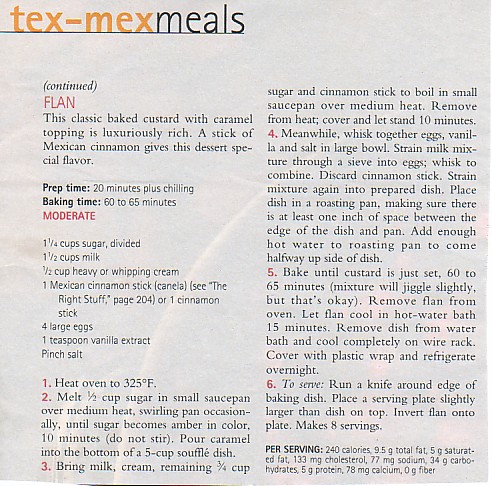 tex-mexmeals
(continued)
FLAN
This classic baked custard with caramel
topping is luxuriously rich. A stick of
Mexican cinnamon gives this dessert spe-
cial flavor.
Prep time: 20 minutes plus chilling
Baking time: 60 to 65 minutes
MODERATE
1 1/4 cups sugar, divided
1 1/2 cups milk
1/2 cup heavy or whipping cream
1 Mexican cinnamon stick (canela) (see "The
Right Stuff," page 204) or 1 cinnamon
stick
4 large eggs
1 teaspoon vanilla extract
Pinch salt
1. Heat oven to 325°F.
2. Melt ½ cup sugar in small saucepan
over medium heat, swirling pan occasion-
ally, until sugar becomes amber in color,
10 minutes (do not stir). Pour caramel
into the bottom of a 5-cup soufflé dish.
3. Bring milk, cream, remaining ¾ cup
sugar and cinnamon stick to boil in small
saucepan over medium heat. Remove
from heat; cover and let stand 10 minutes.
4. Meanwhile, whisk together eggs, vanil-
la and salt in large bowl. Strain milk mix-
ture through a sieve into eggs; whisk to
combine. Discard cinnamon stick. Strain
mixture again into prepared dish. Place
dish in a roasting pan, making sure there
is at least one inch of space between the
edge of the dish and pan. Add enough
hot water to roasting pan to come
halfway up side of dish.
5. Bake until custard is just set, 60 to
65 minutes (mixture will jiggle slightly,
but that's okay). Remove flan from
oven. Let flan cool in hot-water bath
15 minutes. Remove dish from water
bath and cool completely on wire rack.
Cover with plastic wrap and refrigerate
overnight.
6. To serve: Run a knife around edge of
baking dish. Place a serving plate slightly
larger than dish on top. Invert flan onto
plate. Makes 8 servings.
PER SERVING: 240 calories, 9.5 g total fat, 5 g saturat-
ed fat, 133 mg cholesterol, 77 mg sodium, 34 g carbo-
hydrates, 5 g protein, 78 mg calcium, 0 g fiber